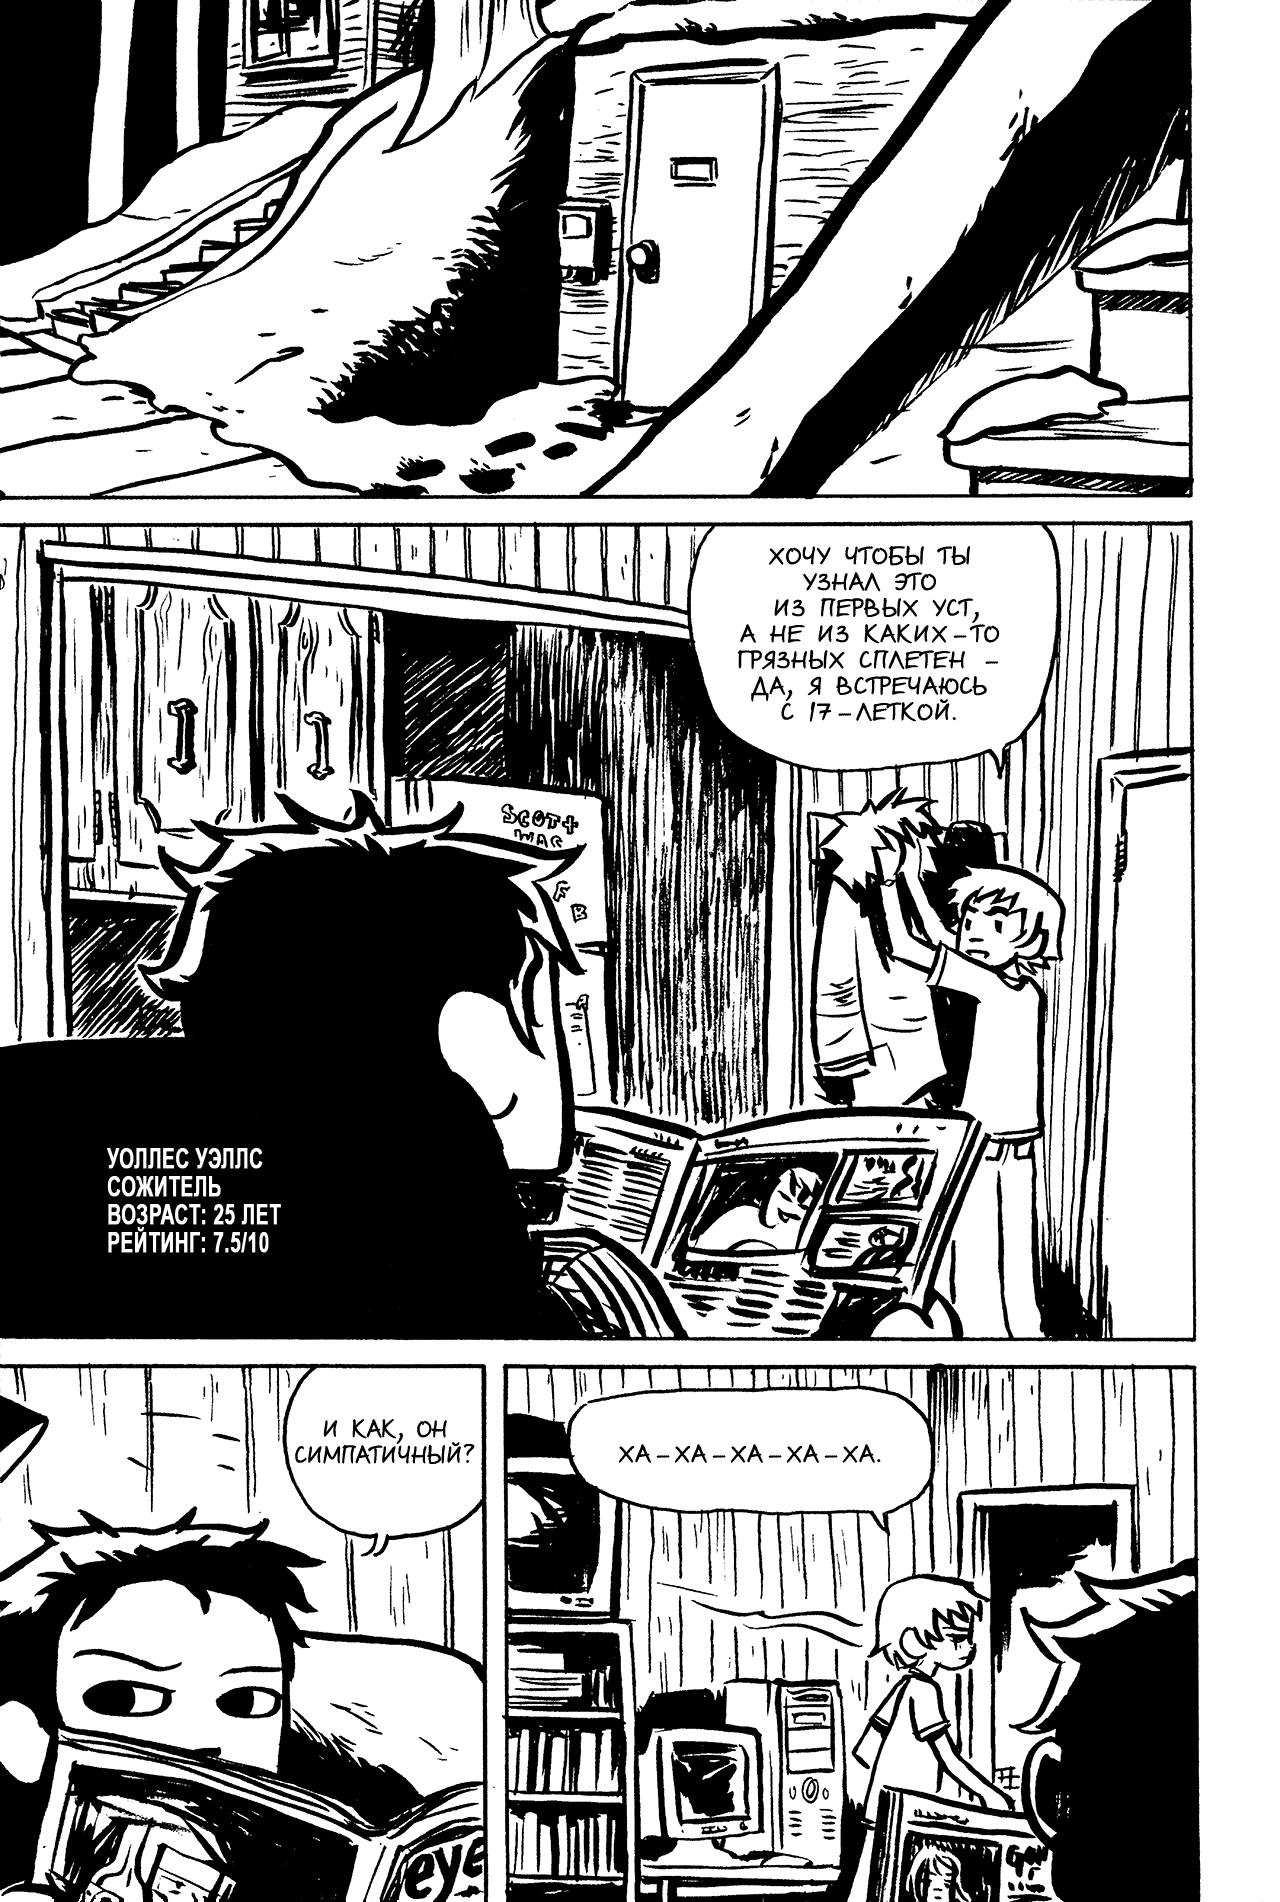 ХОЧУ ЧТОБЫ ТЫ
УЗНАЛ ЭТО
ИЗ ПЕРВЫХ УСТ,
А НЕ ИЗ КАКИХ-ТО
ГРЯЗНЫХ СПЛЕТЕН -
ДА, Я ВСТРЕЧАЮСЬ
С 17-ЛЕТКОЙ.
SCOTT
WAC
F
B
A
УОЛЛЕС УЭЛЛС
СОЖИТЕЛЬ
ВОЗРАСТ: 25 ЛЕТ
РЕЙТИНГ: 7.5/10
И КАК, ОН
СИМПАТИЧНЫЙ?
ХА-ХА-ХА-ХА-ХА.
eye